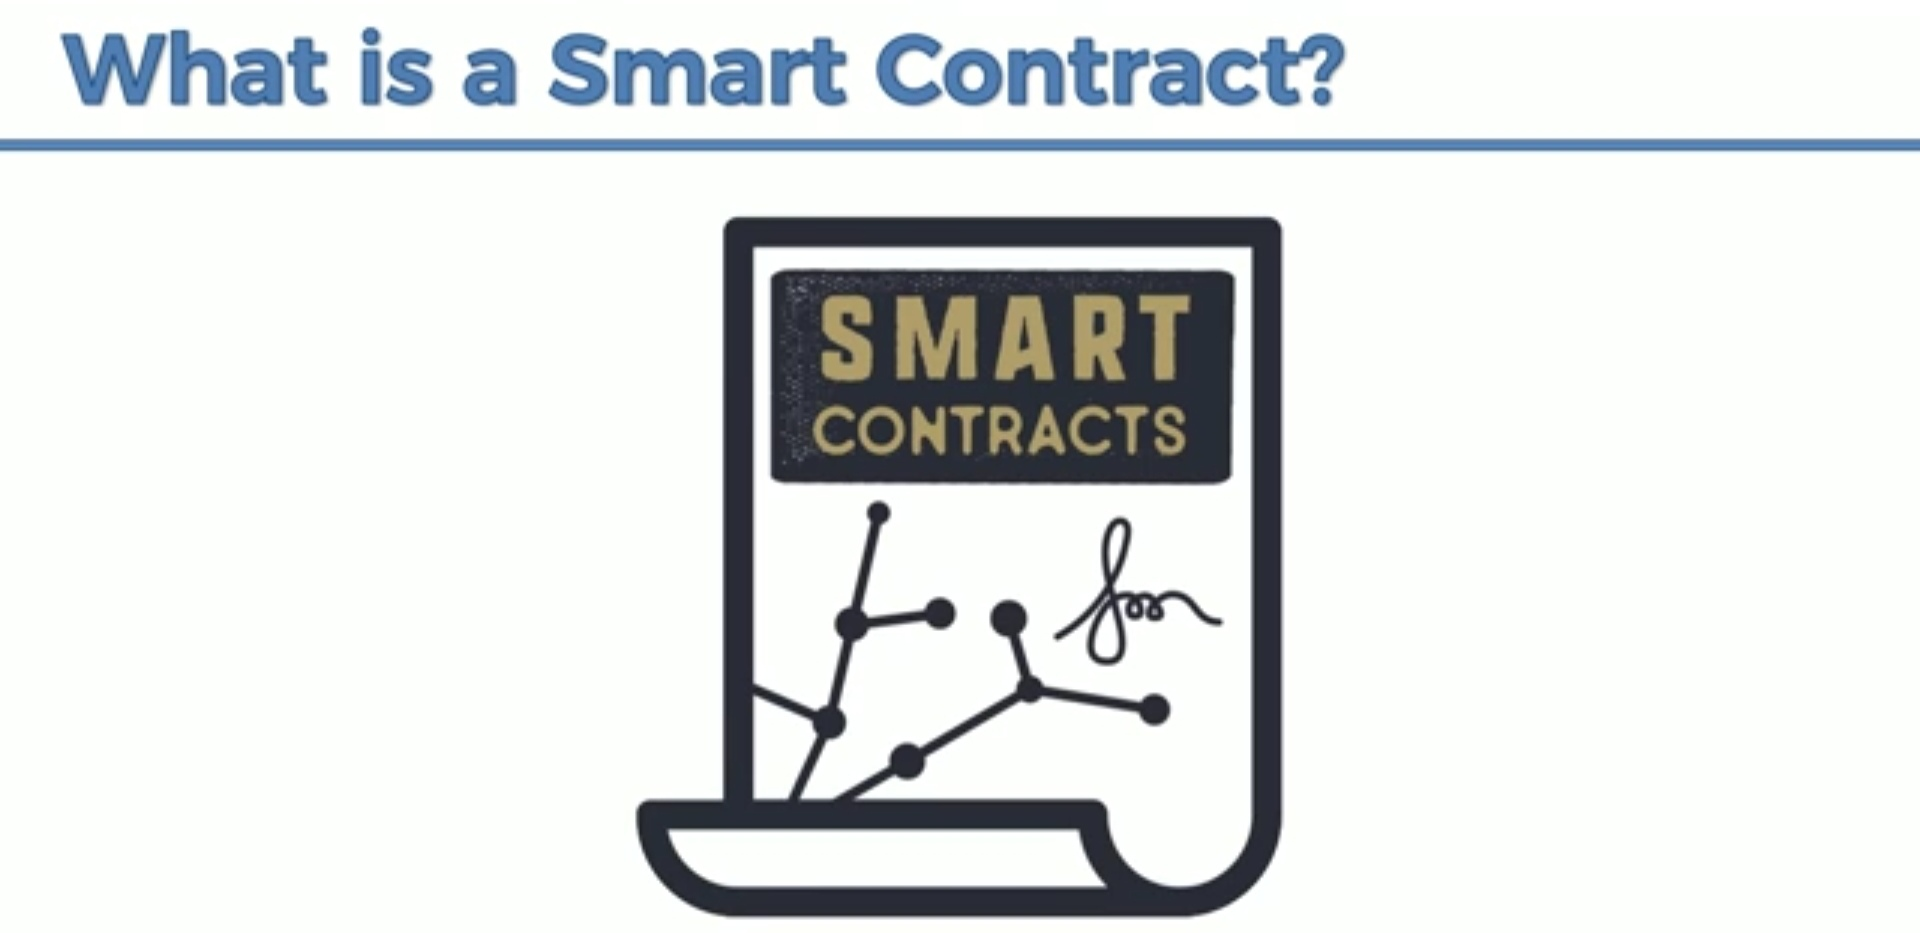 What is a Smart Contract?
SMART
CONTRACTS